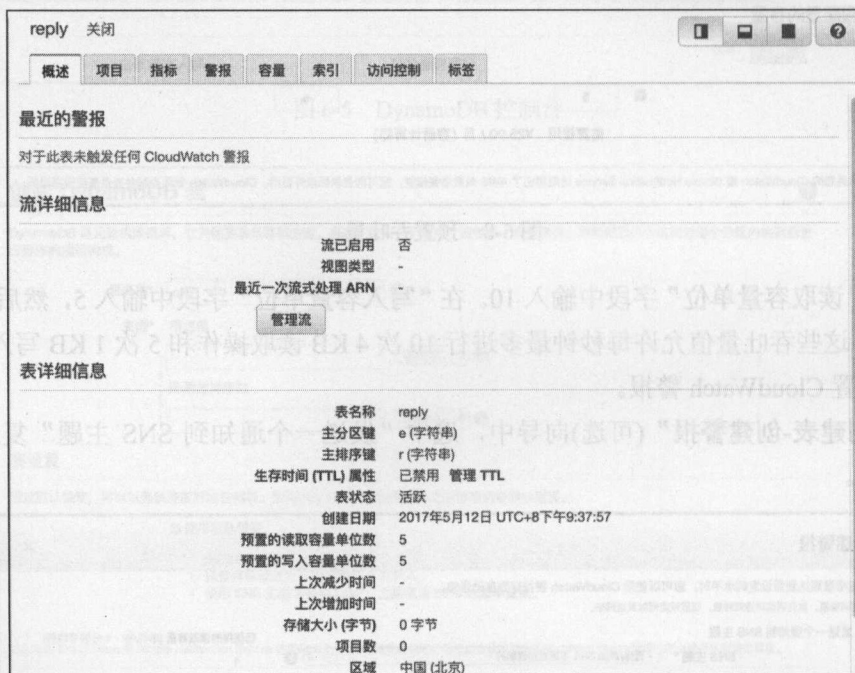 reply 关闭
概述 项目 指标 警报 容量 索引 访问控制 标签
最近的警报
对于此表未触发任何 CloudWatch 警报
流详细信息
流已启用 否
视图类型 -
最近一次流式处理 ARN
管理流
表详细信息
表名称 reply
主分区键 e (字符串)
主排序键 r (字符串)
生存时间 (TTL) 属性 已禁用 管理 TTL
表状态 活跃
创建日期 2017年5月12日 UTC+8下午9:37:57
预置的读取容量单位数 5
预置的写入容量单位数 5
上次减少时间 -
上次增加时间 -
存储大小 (字节) 0 字节
项目数 0
区域 中国 (北京)